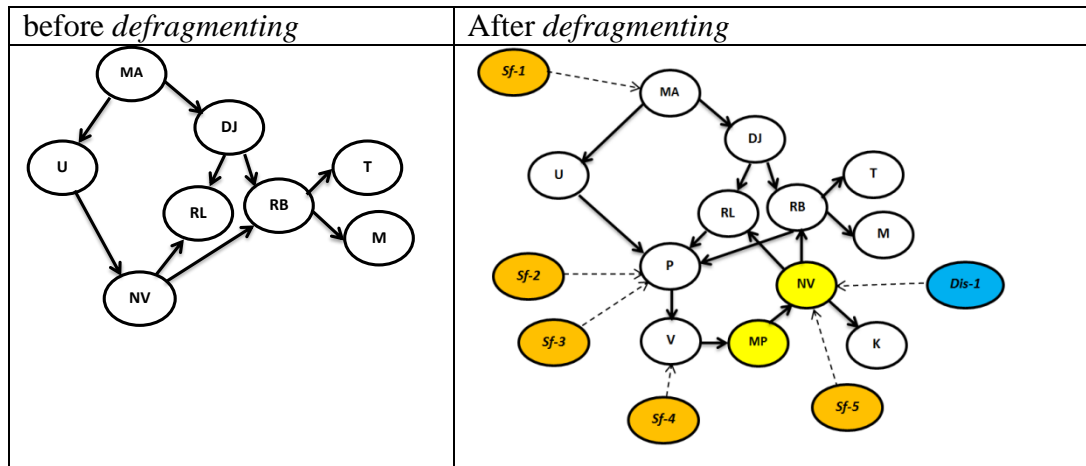 before defragmenting
After defragmenting
MA
DJ
U
T
RL
RB
M
NV
Sf-1
MA
DJ
U
T
RL
RB
M
P
Sf-2
NV
Dis-1
Sf-3
V
MP
K
Sf-4
Sf-5